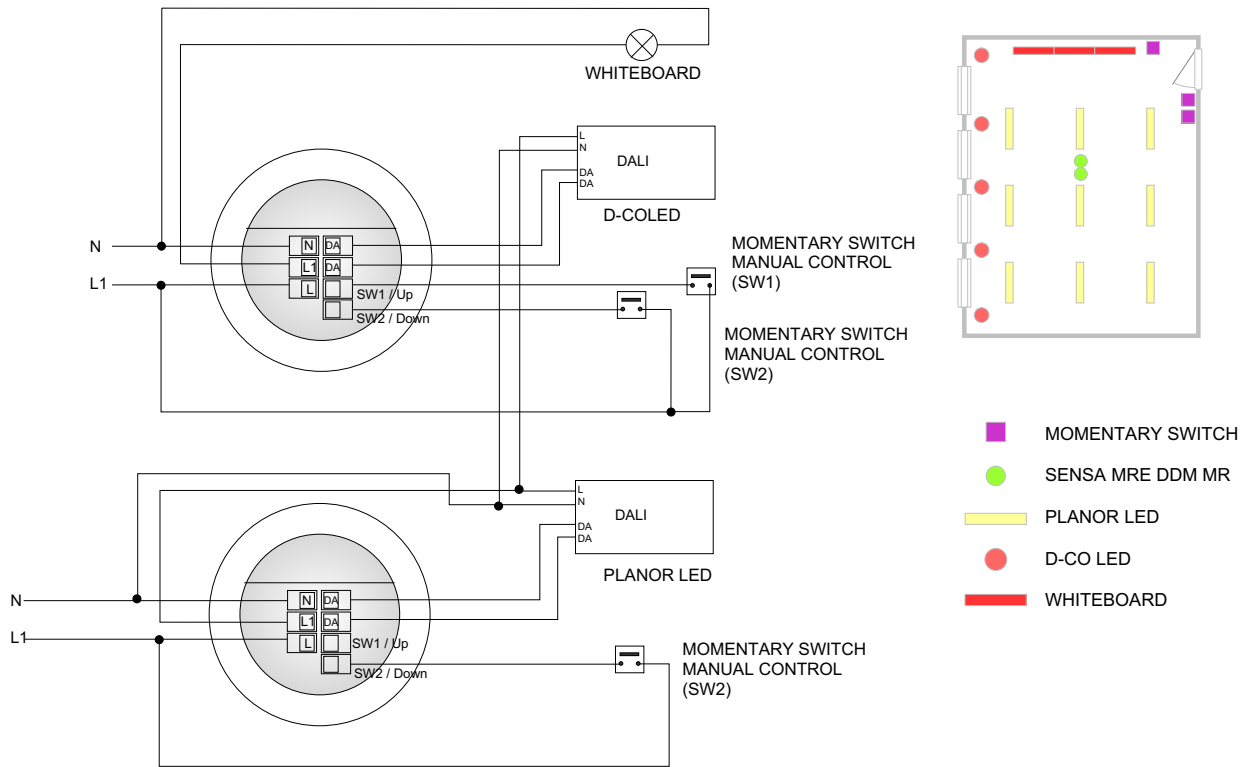 WHITEBOARD
L
N
DALI
DA
DA
D-COLED
N
N
DA
L1
DA
L1
L
SW1 / Up
SW2 / Down
MOMENTARY SWITCH
MANUAL CONTROL
(SW1)
MOMENTARY SWITCH
MANUAL CONTROL
(SW2)
L
N
DALI
DA
DA
PLANOR LED
N
N
DA
L1
DA
L1
L
SW1 / Up
SW2 / Down
MOMENTARY SWITCH
MANUAL CONTROL
(SW2)
MOMENTARY SWITCH
SENSA MRE DDM MR
PLANOR LED
D-CO LED
WHITEBOARD